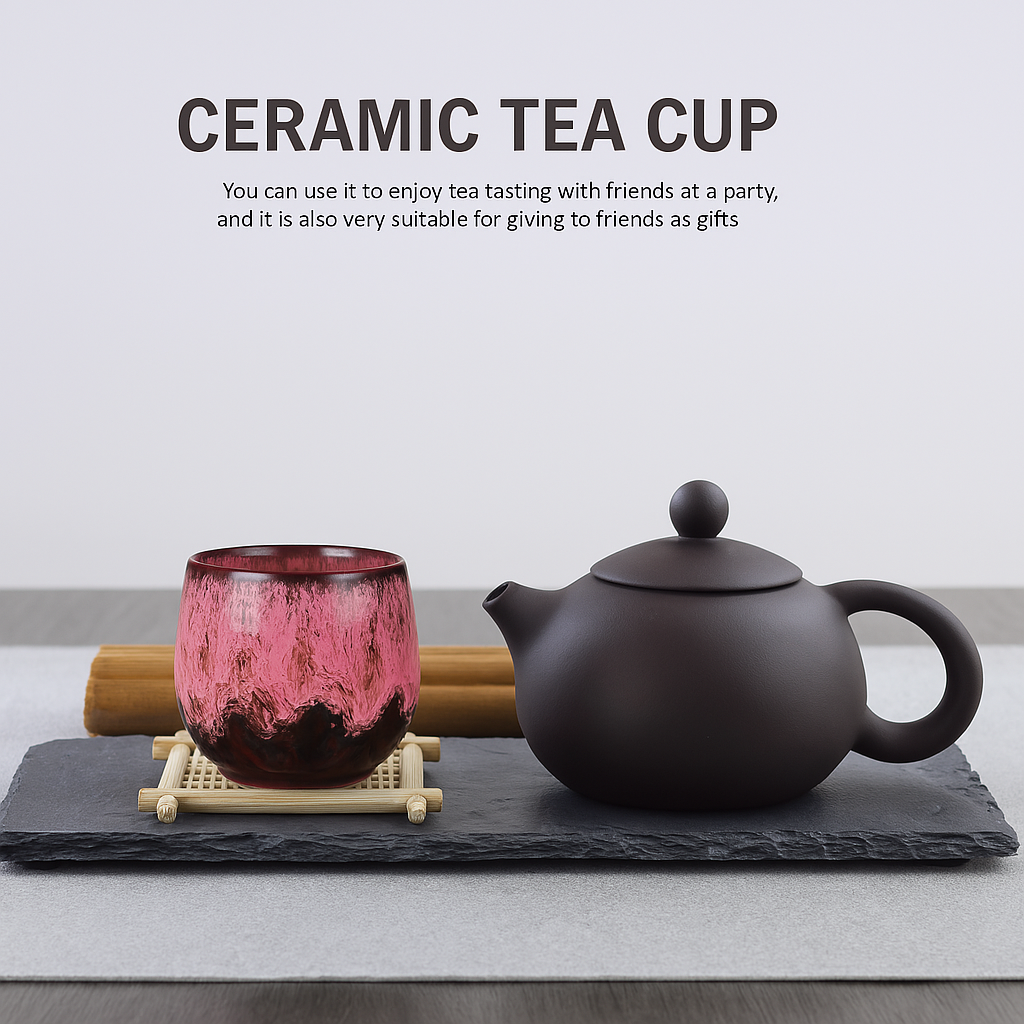 CERAMIC TEA CUP
You can use it to enjoy tea tasting with friends at a party,
and it is also very suitable for giving to friends as gifts